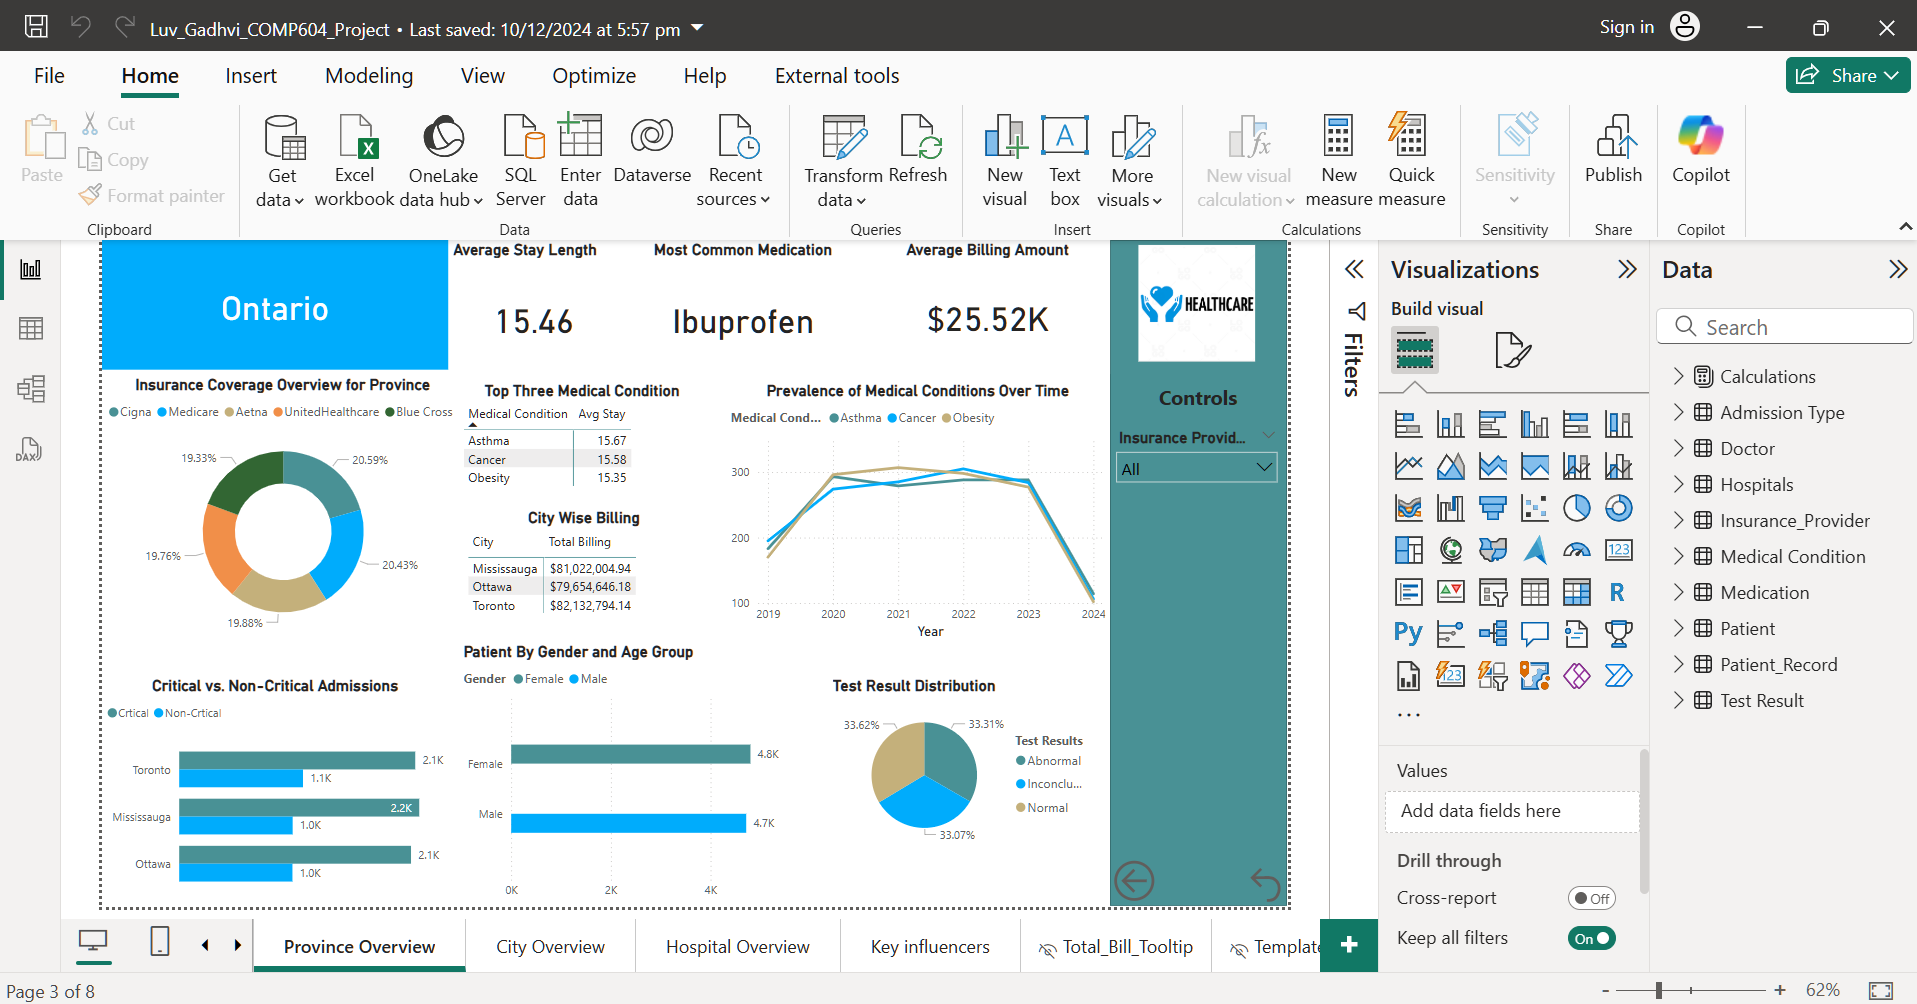 Luv_Gadhvi_COMP604_Project • Last saved: 10/12/2024 at 5:57 pm
Sign in
File Home Insert Modeling View Optimize Help External tools
Share
Paste
Cut
Copy
Format painter
Clipboard
Get data
Excel workbook
OneLake data hub
SQL Server
Enter data
Dataverse
Recent sources
Data
Transform data
Refresh
Queries
New visual
Text box
More visuals
Insert
New visual calculation
New measure
Quick measure
Calculations
Sensitivity
Sensitivity
Publish
Share
Copilot
Copilot
Ontario
Average Stay Length
15.46
Most Common Medication
Ibuprofen
Average Billing Amount
$25.52K
HEALTHCARE
Controls
Insurance Provid...
All
Insurance Coverage Overview for Province
Cigna Medicare Aetna UnitedHealthcare Blue Cross
19.33%
20.59%
19.76%
20.43%
19.88%
Top Three Medical Condition
Medical Condition Avg Stay
Asthma 15.67
Cancer 15.58
Obesity 15.35
City Wise Billing
City Total Billing
Mississauga $81,022,004.94
Ottawa $79,654,646.18
Toronto $82,132,794.14
Prevalence of Medical Conditions Over Time
Medical Cond... Asthma Cancer Obesity
300
200
100
2019 2020 2021 2022 2023 2024
Year
Critical vs. Non-Critical Admissions
Crtical Non-Crtical
Toronto 2.1K
1.1K
Mississauga 2.2K
1.0K
Ottawa 2.1K
1.0K
Patient By Gender and Age Group
Gender Female Male
Female 4.8K
Male 4.7K
0K 2K 4K
Test Result Distribution
33.62%
33.31%
33.07%
Test Results
Abnormal
Inconclu...
Normal
Filters
Visualizations
Build visual
123
R
Py
123
...
Values
Add data fields here
Drill through
Cross-report Off
Keep all filters On
Data
Search
Calculations
Admission Type
Doctor
Hospitals
Insurance_Provider
Medical Condition
Medication
Patient
Patient_Record
Test Result
DAX
Province Overview City Overview Hospital Overview Key influencers Total_Bill_Tooltip Template
+
Page 3 of 8
- + 62%